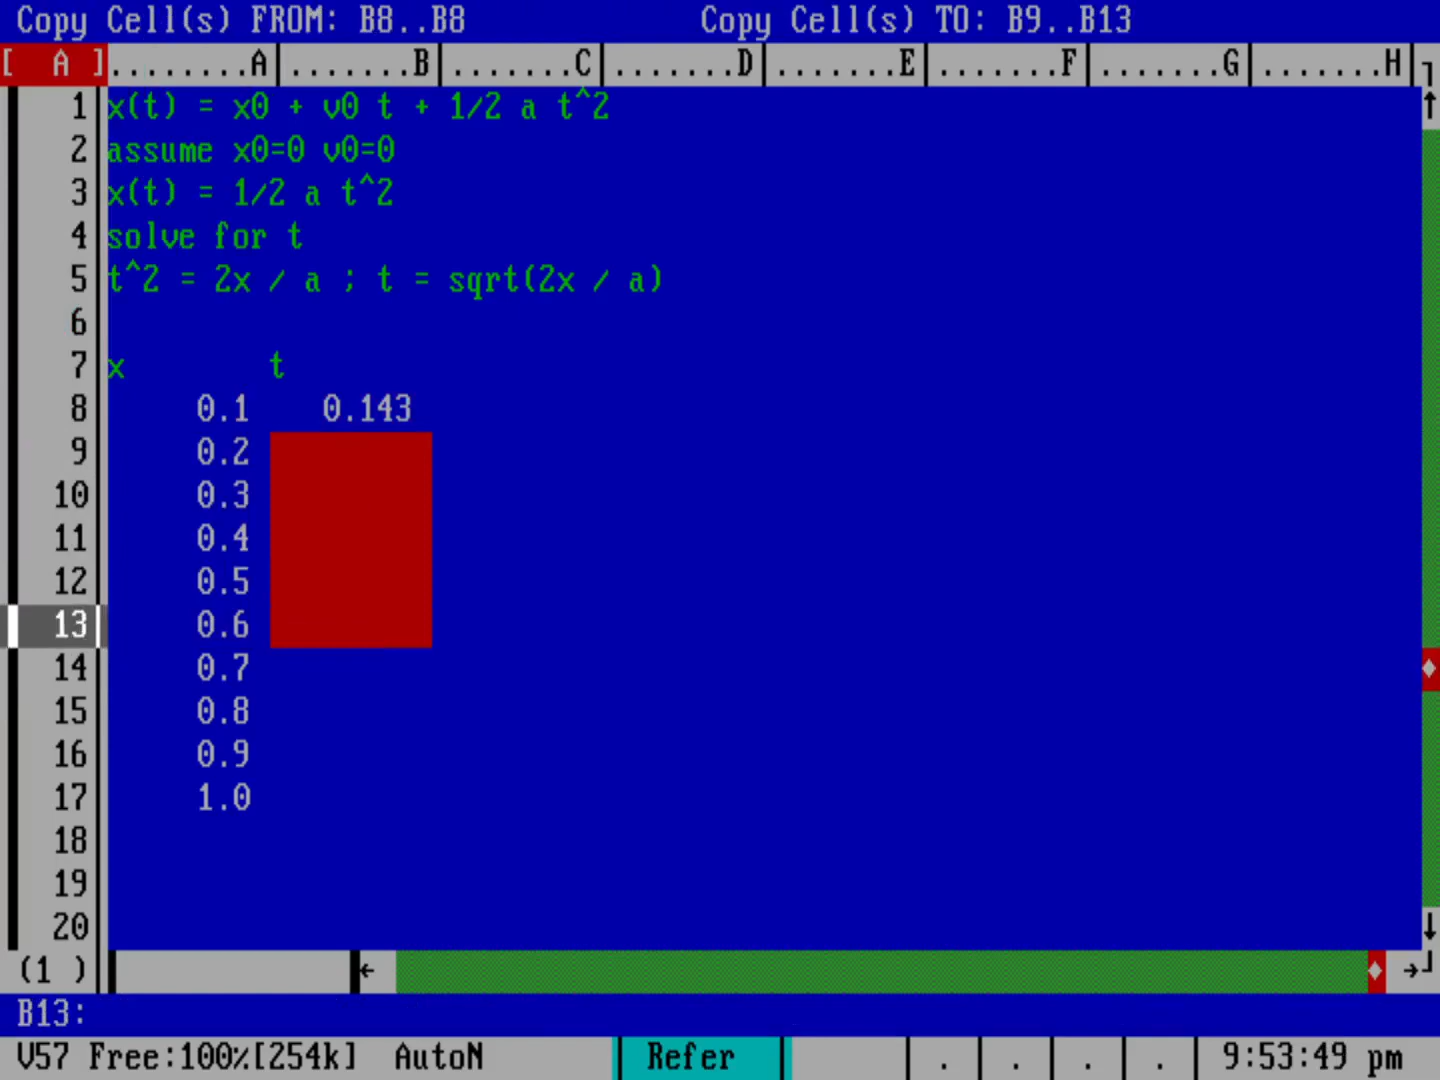 Copy Cell(s) FROM: B8..B8 Copy Cell(s) TO: B9..B13
[ A ]........A|.......B|.......C|.......D|.......E|.......F|.......G|.......H|
1 x(t) = x0 + v0 t + 1/2 a t^2
2 assume x0=0 v0=0
3 x(t) = 1/2 a t^2
4 solve for t
5 t^2 = 2x / a ; t = sqrt(2x / a)
6
7 x t
8 0.1 0.143
9 0.2
10 0.3
11 0.4
12 0.5
13 0.6
14 0.7
15 0.8
16 0.9
17 1.0
18
19
20
(1 )
B13:
V57 Free:100%[254k] AutoN Refer . . . . 9:53:49 pm